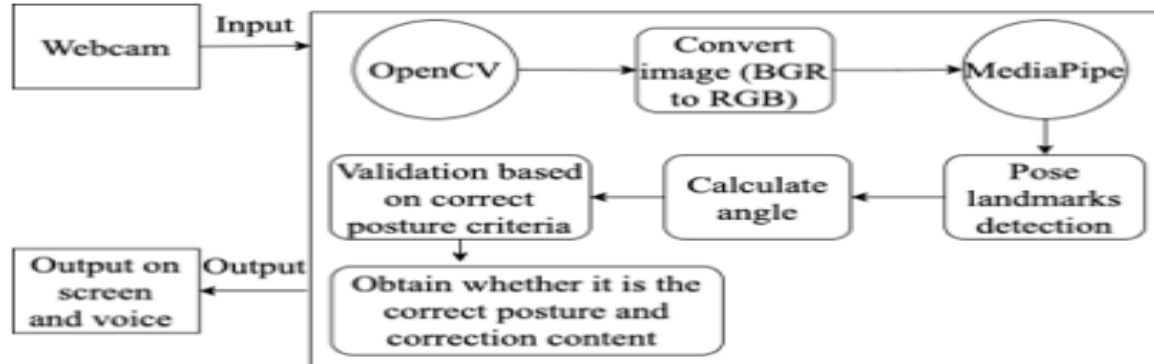 Webcam
Input
OpenCV
Convert
image (BGR
to RGB)
MediaPipe
Pose
landmarks
detection
Calculate
angle
Validation based
on correct
posture criteria
Obtain whether it is the
correct posture and
correction content
Output
Output on
screen
and voice